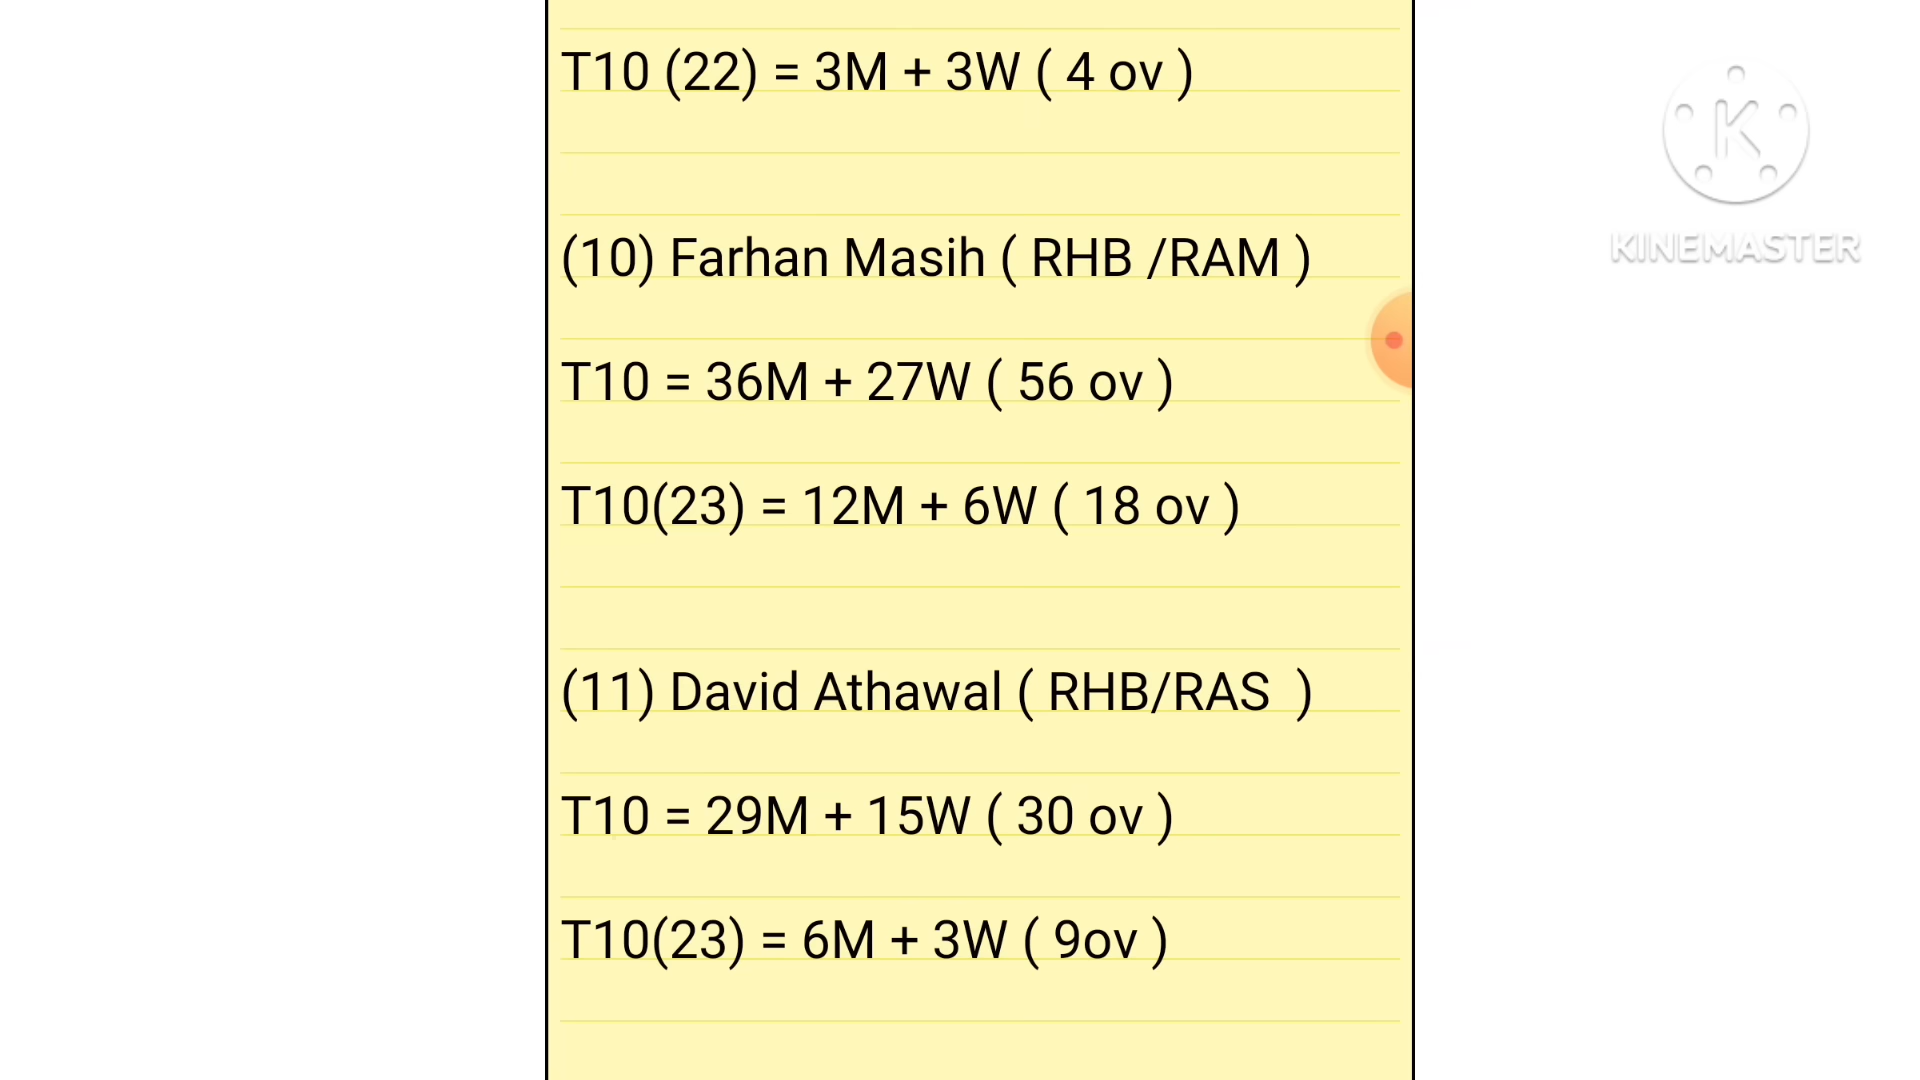 T10 (22) = 3M + 3W ( 4 ov )
(10) Farhan Masih ( RHB /RAM )
T10 = 36M + 27W ( 56 ov )
T10(23) = 12M + 6W ( 18 ov )
(11) David Athawal ( RHB/RAS  )
T10 = 29M + 15W ( 30 ov )
T10(23) = 6M + 3W ( 9ov )
K
KINEMASTER